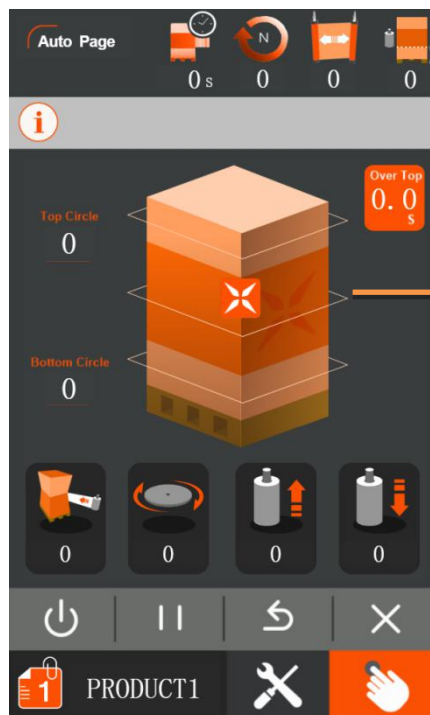 Auto Page
N
0 s
0
0
0
i
Over Top
0.0
s
Top Circle
0
Bottom Circle
0
0
0
0
0
1
PRODUCT1